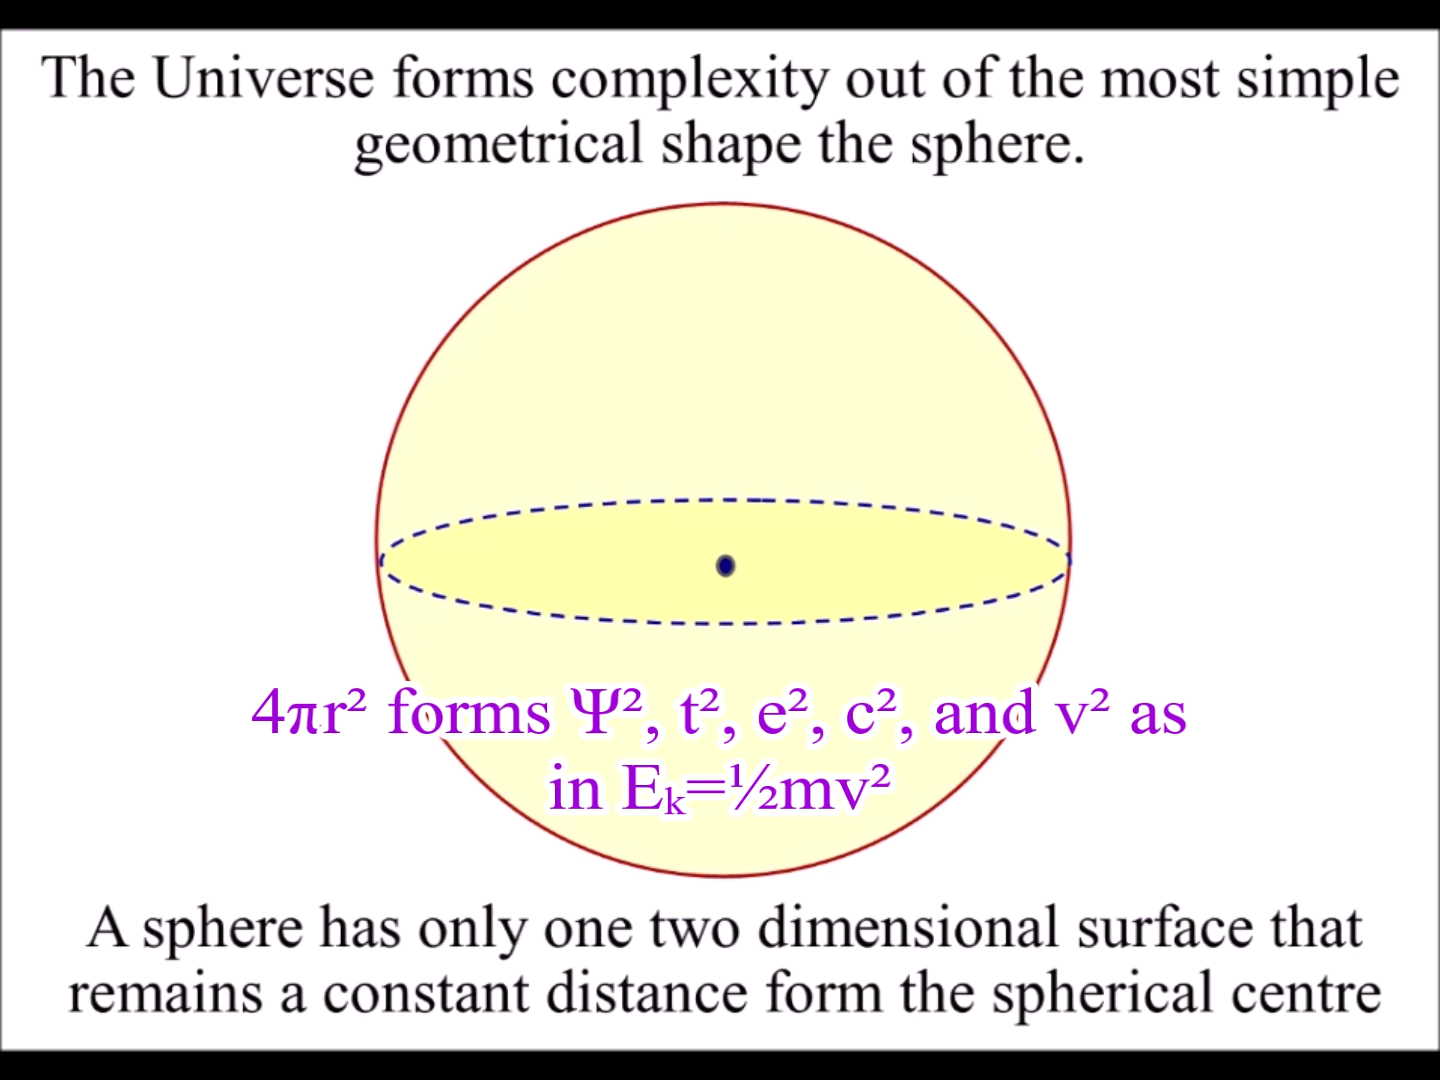 The Universe forms complexity out of the most simple
geometrical shape the sphere.
4πr² forms Ψ², t², e², c², and v² as
in Eₖ=½mv²
A sphere has only one two dimensional surface that
remains a constant distance form the spherical centre